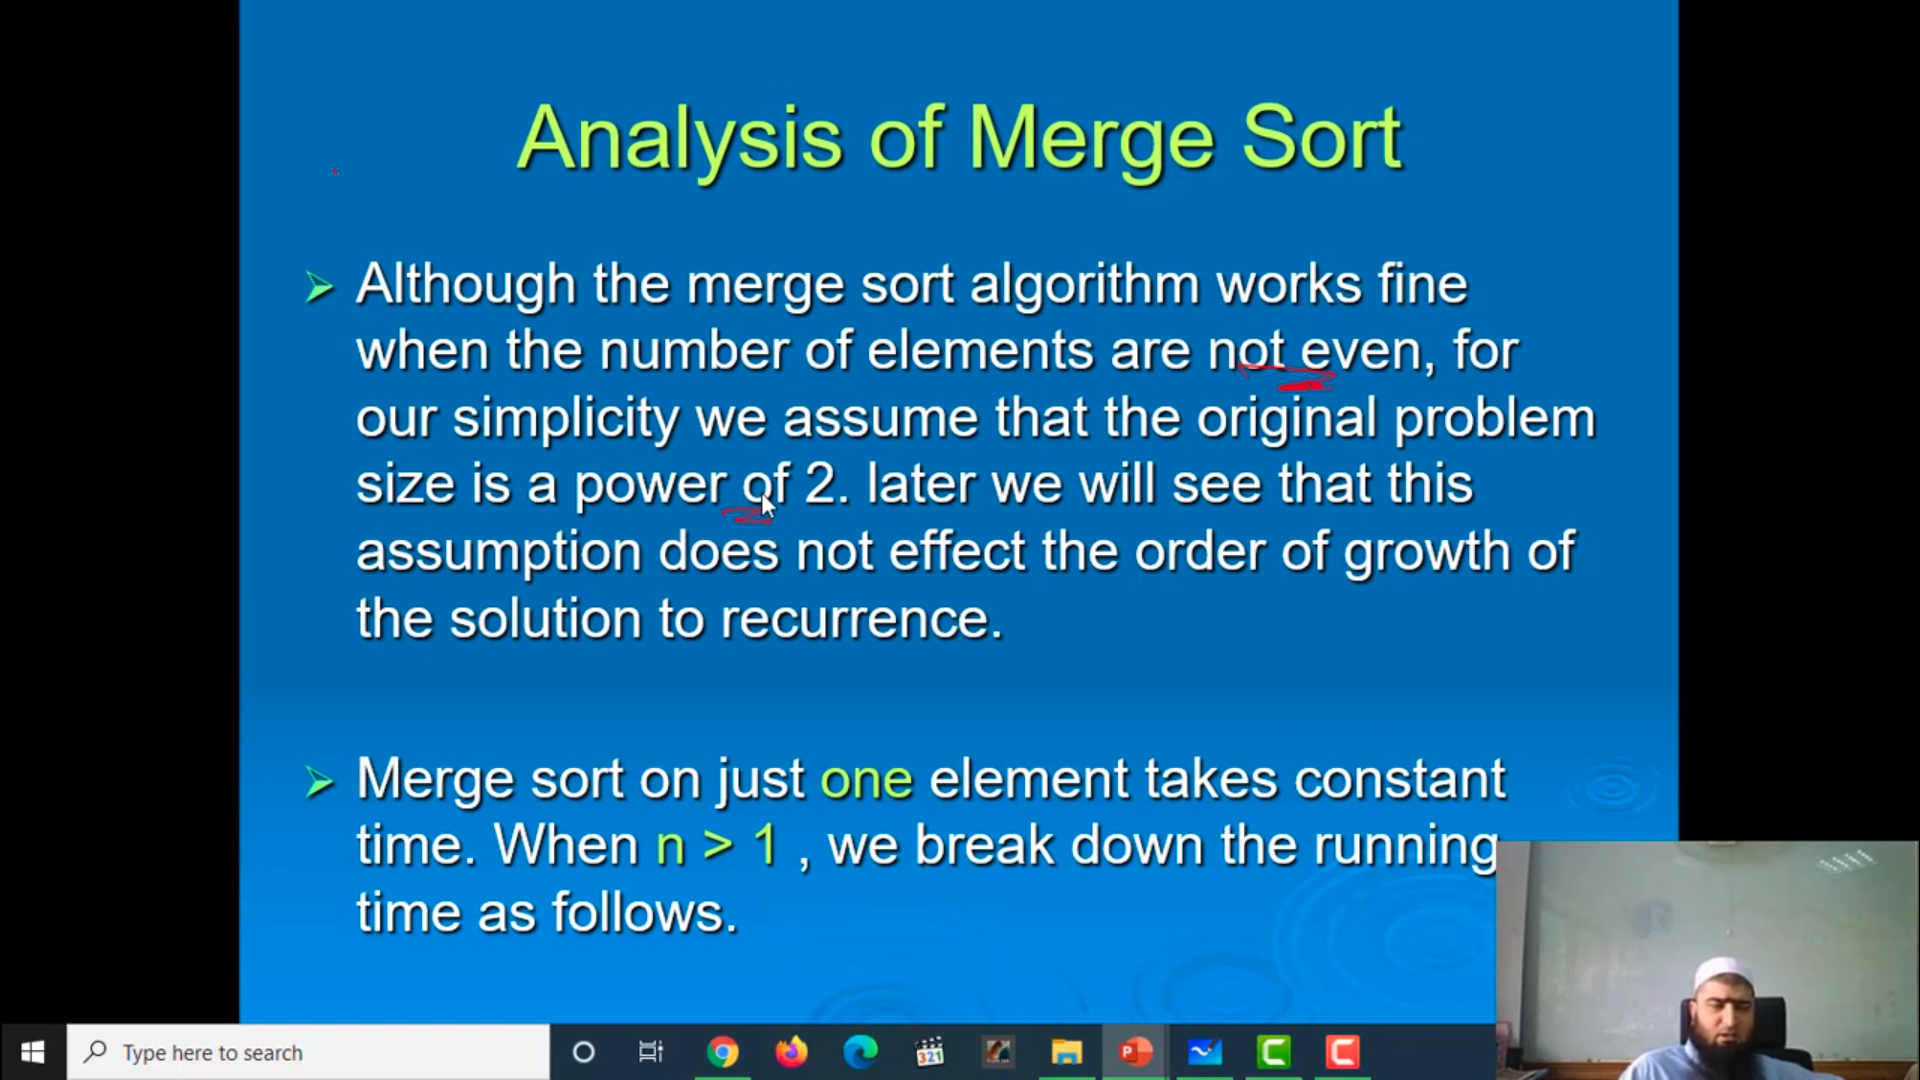 Analysis of Merge Sort
Although the merge sort algorithm works fine
when the number of elements are not even, for
our simplicity we assume that the original problem
size is a power of 2. later we will see that this
assumption does not effect the order of growth of
the solution to recurrence.
Merge sort on just one element takes constant
time. When n > 1 , we break down the running
time as follows.
Type here to search
321